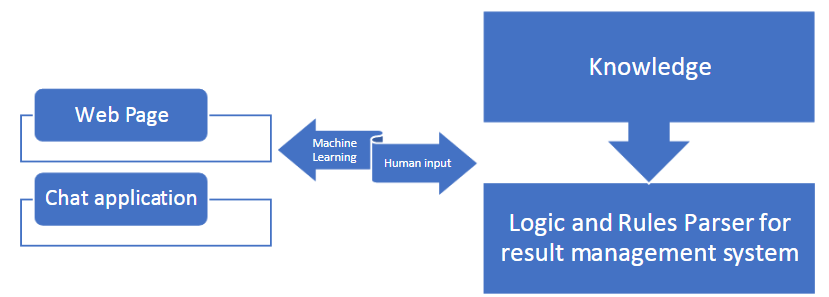 Web Page
Chat application
Machine
Learning
Human input
Knowledge
Logic and Rules Parser for
result management system